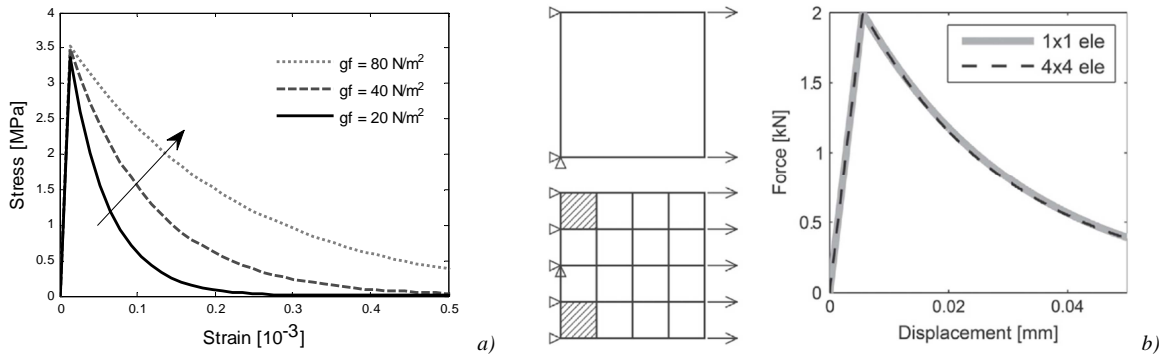 Stress [MPa]
4
3.5
3
2.5
2
1.5
1
0.5
0
gf = 80 N/m²
gf = 40 N/m²
gf = 20 N/m²
0 0.1 0.2 0.3 0.4 0.5
Strain [10⁻³]
a)
Force [kN]
2
1.5
1
0.5
0
1x1 ele
4x4 ele
0 0.02 0.04
Displacement [mm]
b)